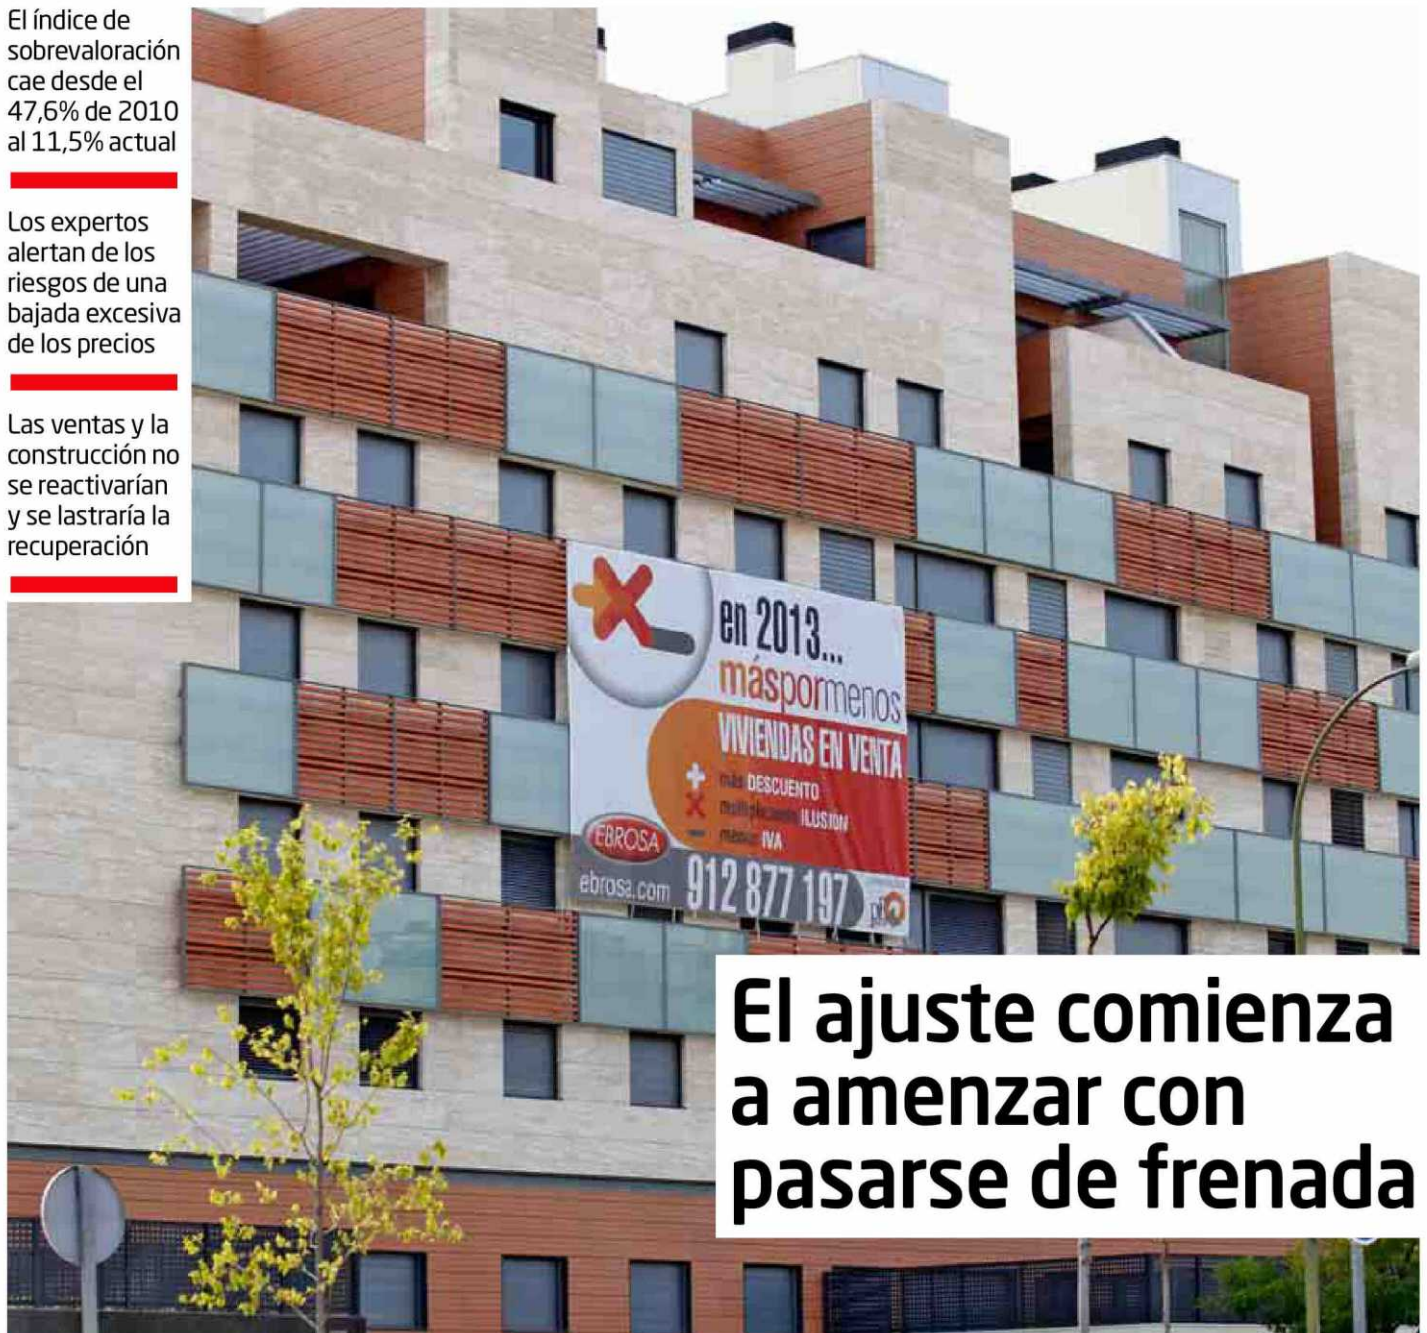 El índice de
sobrevaloración
cae desde el
47,6% de 2010
al 11,5% actual
Los expertos
alertan de los
riesgos de una
bajada excesiva
de los precios
Las ventas y la
construcción no
se reactivarían
y se lastraría la
recuperación
en 2013...
máspormenos
VIVIENDAS EN VENTA
más DESCUENTO
multiplicamos ILUSIÓN
menos IVA
EBROSA
ebrosa.com 912 877 197
El ajuste comienza
a amenzar con
pasarse de frenada